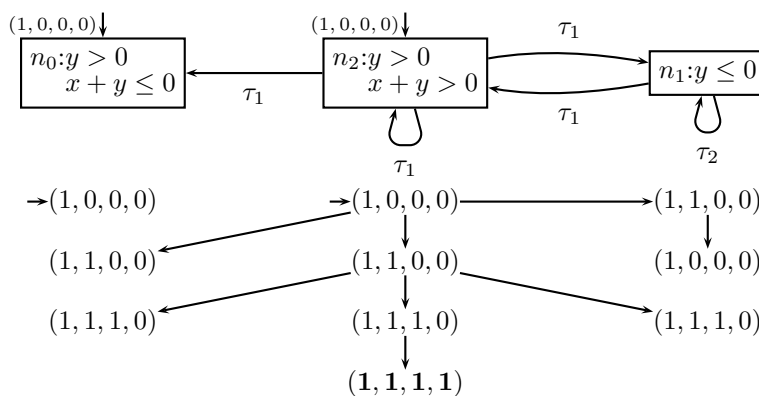 (1, 0, 0, 0) (1, 0, 0, 0)
n₀:y > 0 n₂:y > 0 τ₁
x + y ≤ 0 x + y > 0 n₁:y ≤ 0
τ₁ τ₁
τ₁ τ₂
(1, 0, 0, 0) (1, 0, 0, 0) (1, 1, 0, 0)
(1, 1, 0, 0) (1, 1, 0, 0) (1, 0, 0, 0)
(1, 1, 1, 0) (1, 1, 1, 0) (1, 1, 1, 0)
(1, 1, 1, 1)